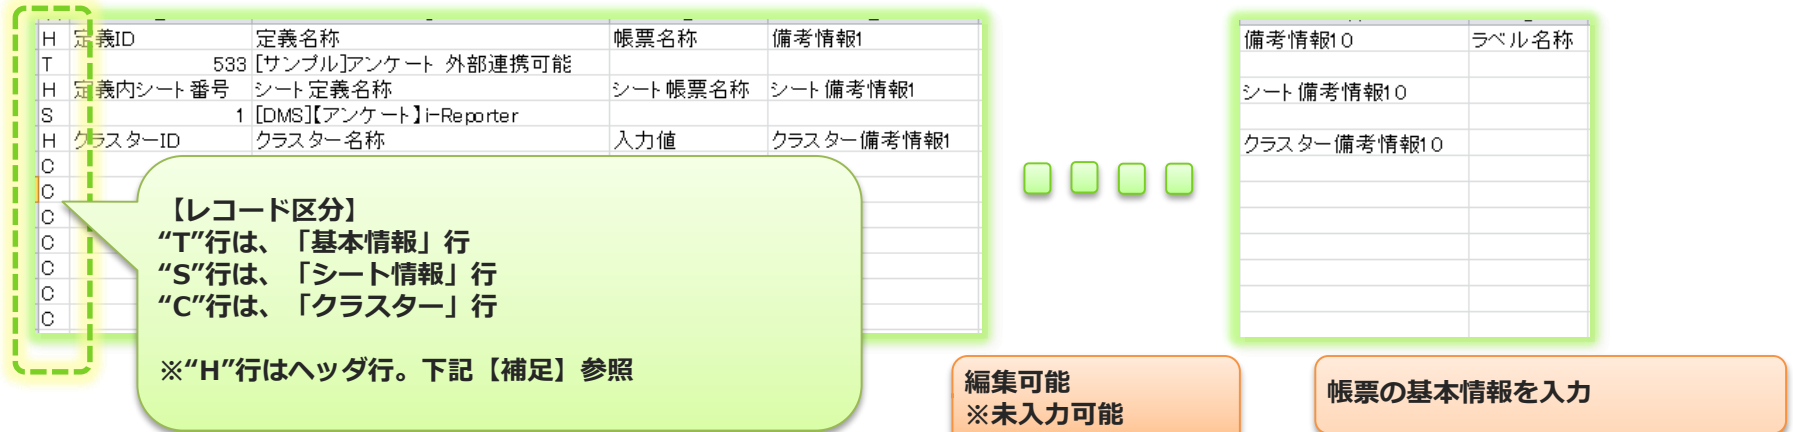 H 定義ID 定義名称 帳票名称 備考情報1 備考情報10 ラベル名称
T 533 [サンプル]アンケート 外部連携可能
H 定義内シート番号 シート定義名称 シート帳票名称 シート備考情報1 シート備考情報10
S 1 [DMS]【アンケート】i-Reporter
H クラスターID クラスター名称 入力値 クラスター備考情報1 クラスター備考情報10
C
C
C
C
C
C
C
【レコード区分】
“T”行は、「基本情報」行
“S”行は、「シート情報」行
“C”行は、「クラスター」行
※“H”行はヘッダ行。下記【補足】参照
編集可能
※未入力可能
帳票の基本情報を入力